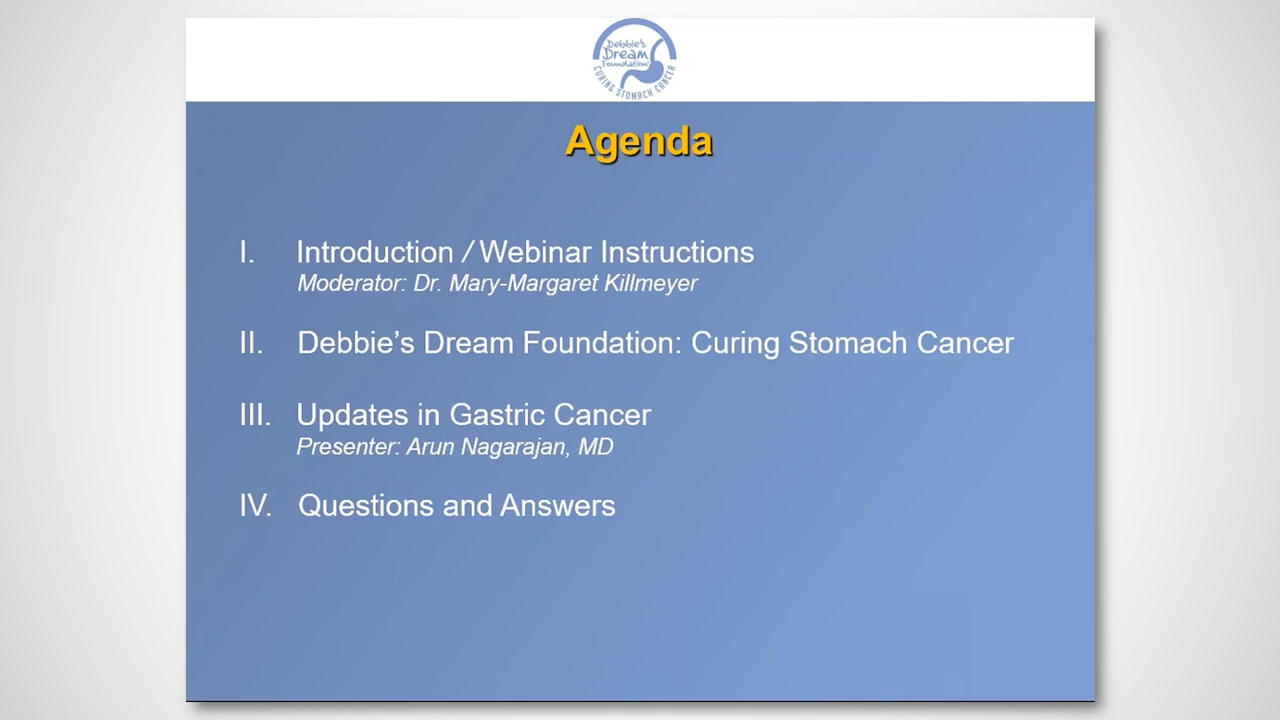 Debbie's
Dream
Foundation
CURING STOMACH CANCER
Agenda
I. Introduction / Webinar Instructions
Moderator: Dr. Mary-Margaret Killmeyer
II. Debbie’s Dream Foundation: Curing Stomach Cancer
III. Updates in Gastric Cancer
Presenter: Arun Nagarajan, MD
IV. Questions and Answers